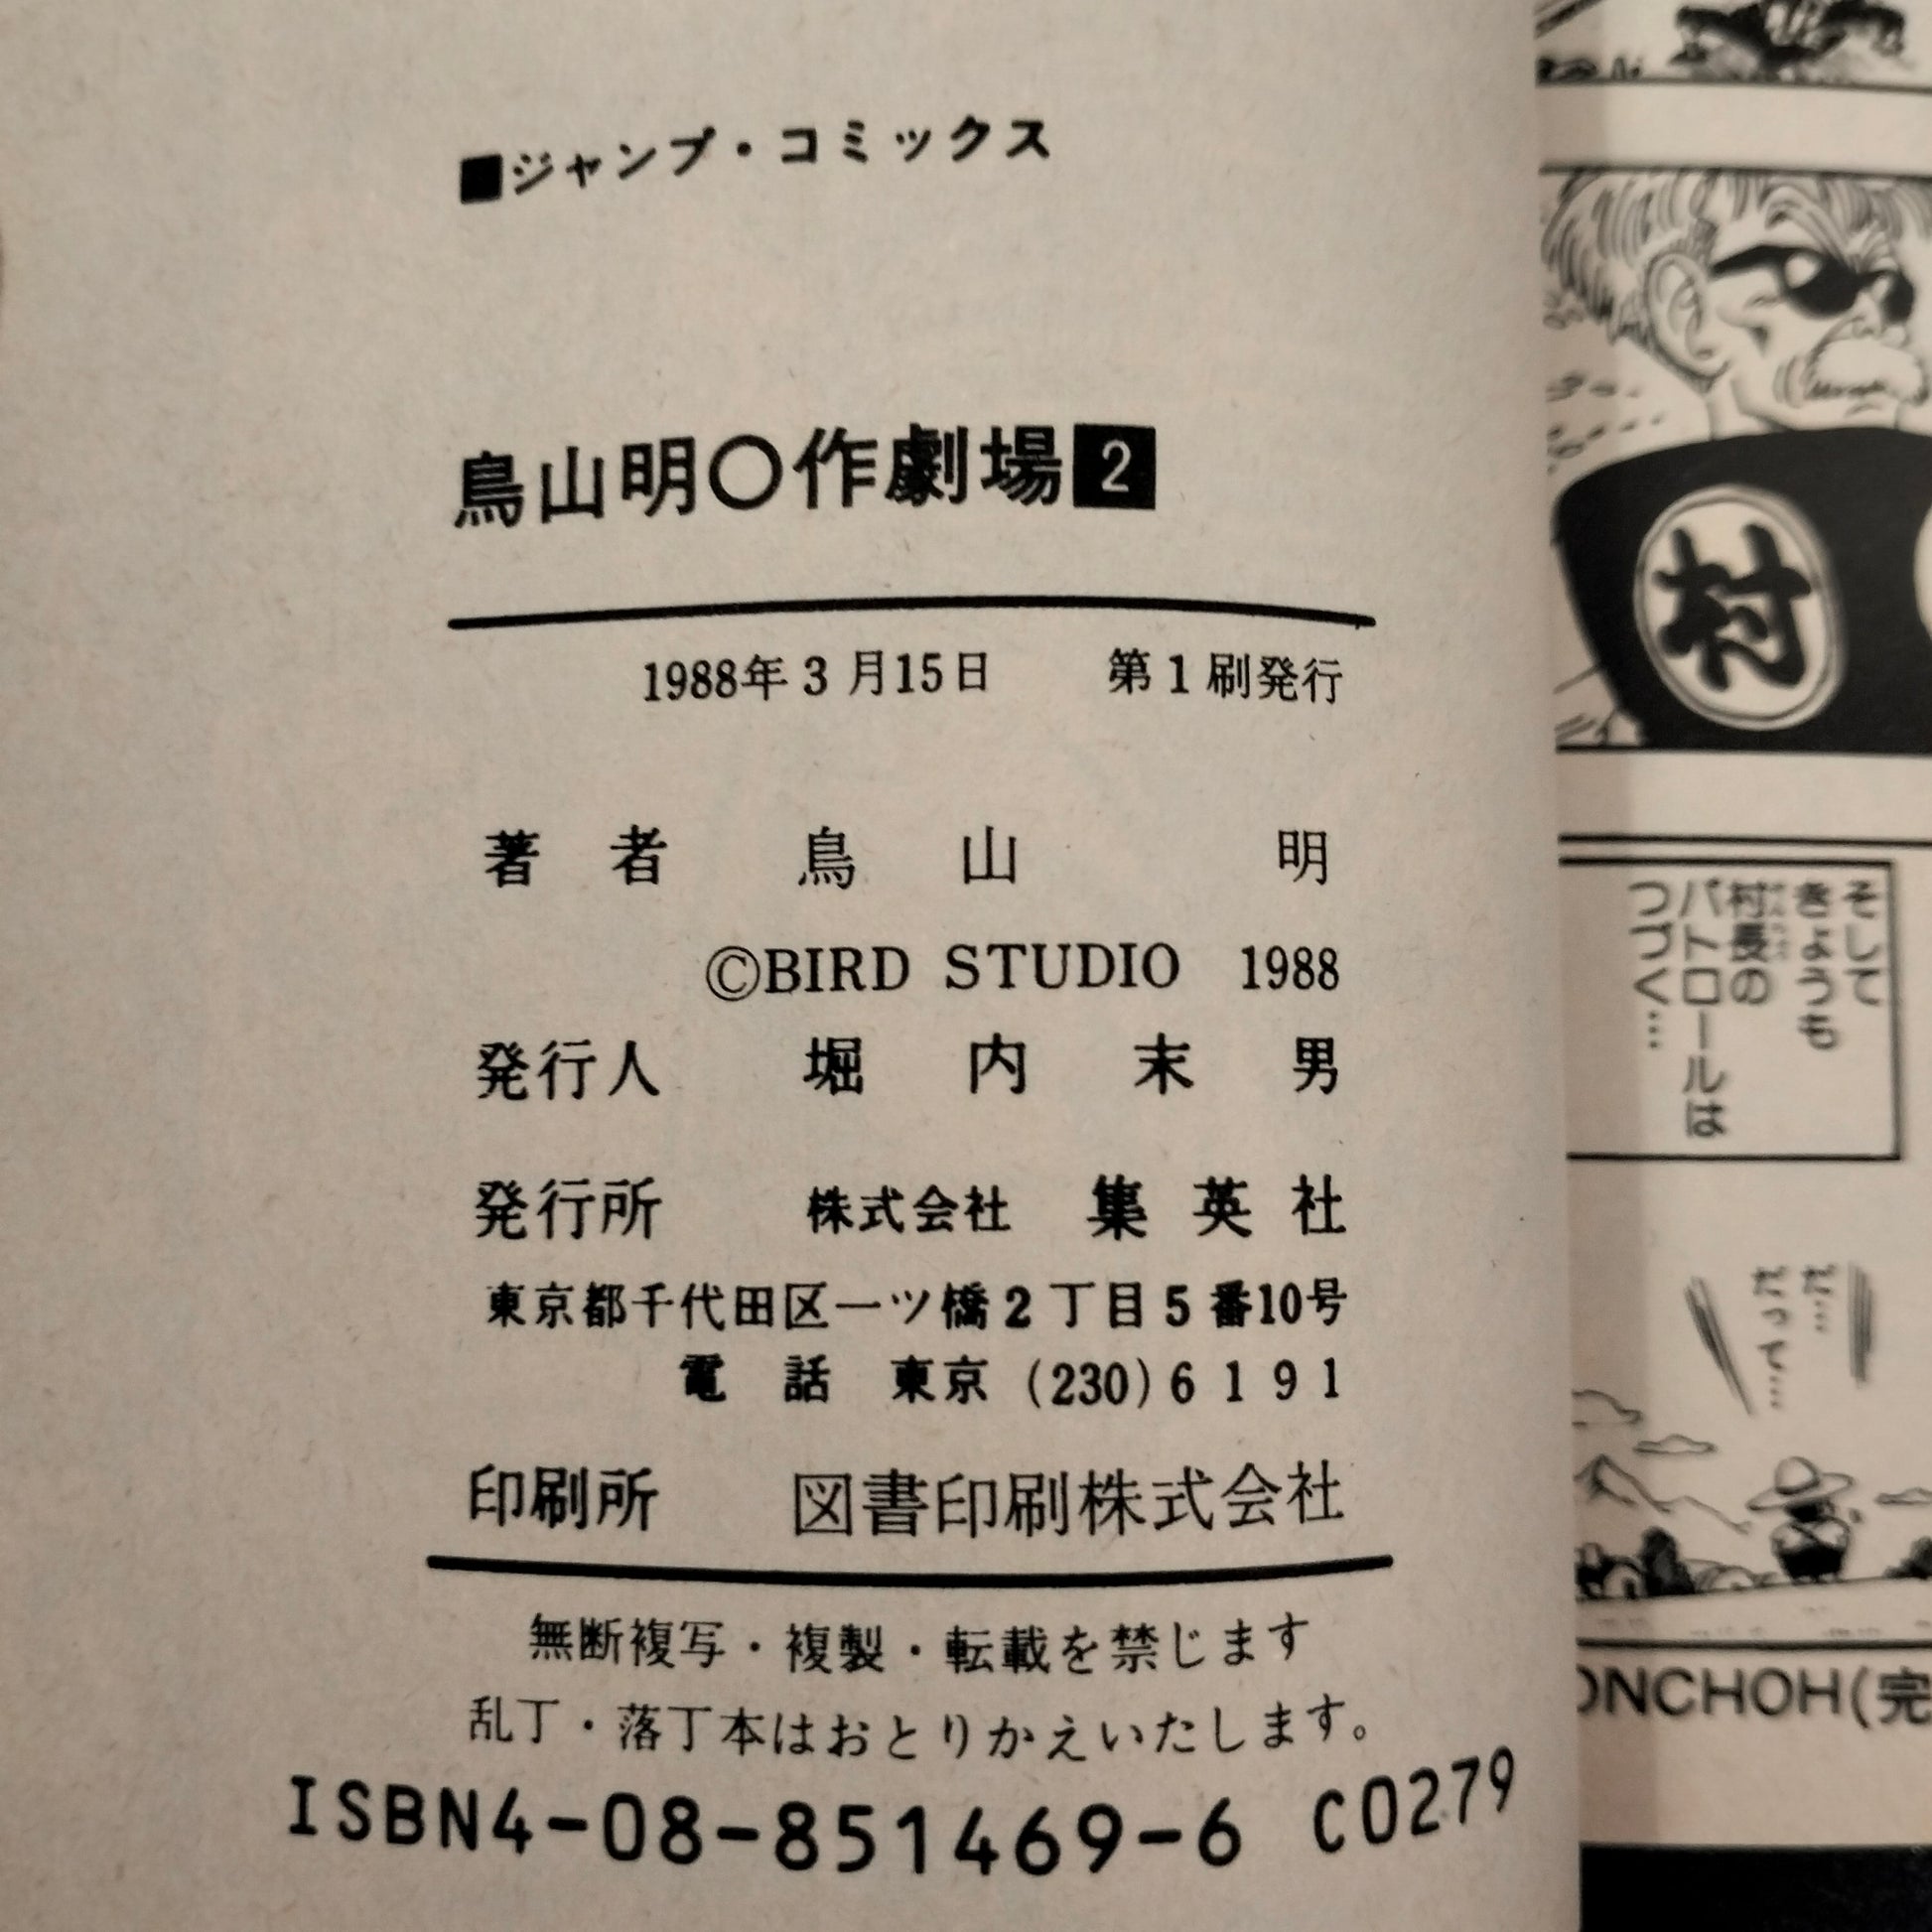 ■ジャンプ・コミックス
鳥山明〇作劇場2
1988年3月15日 第1刷発行
著者 鳥山 明
©BIRD STUDIO 1988
発行人 堀内末男
発行所 株式会社 集英社
東京都千代田区一ツ橋2丁目5番10号
電話 東京 (230)6191
印刷所 図書印刷株式会社
無断複写・複製・転載を禁じます
乱丁・落丁本はおとりかえいたします。
ISBN4-08-851469-6 C0279
村
そして
きょうも
村長の
パトロールは
つづく…
だ…
だって…
ONCHOH(完